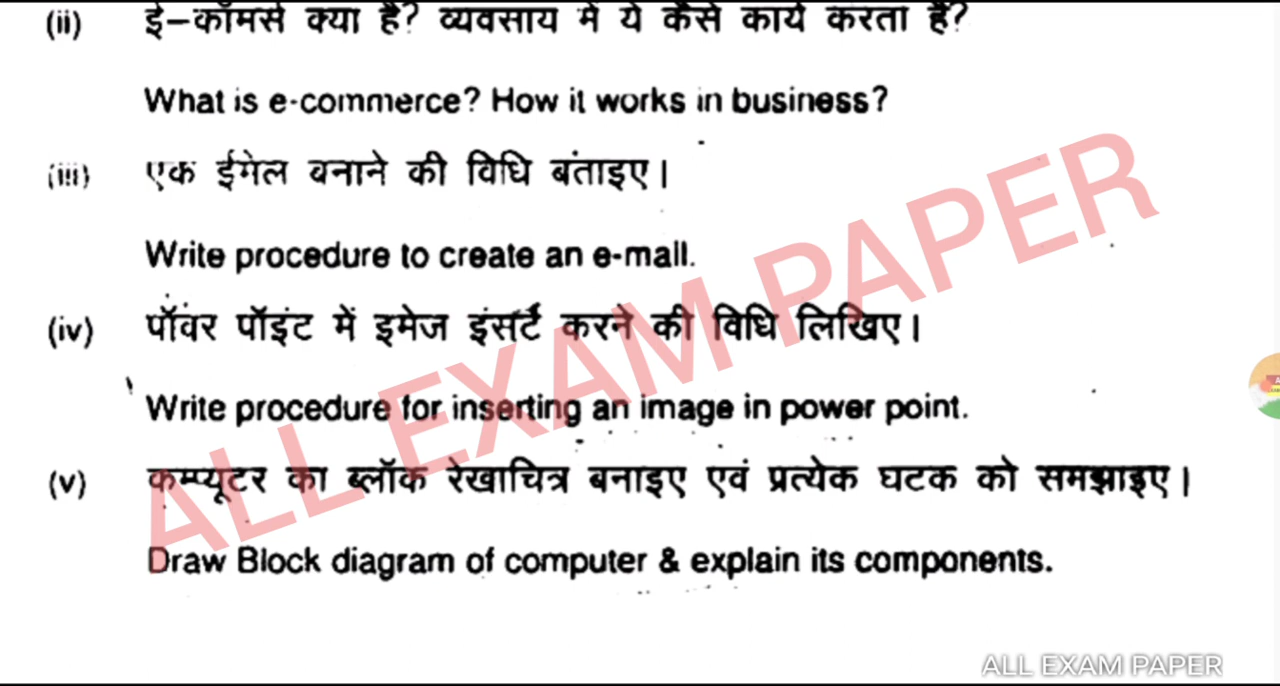 (ii) ई-कॉमर्स क्या है? व्यवसाय में ये कैसे कार्य करता हैं?
What is e-commerce? How it works in business?
(iii) एक ईमेल बनाने की विधि बताइए।
Write procedure to create an e-mail.
(iv) पॉवर पॉइंट में इमेज इंसर्ट करने की विधि लिखिए।
Write procedure for inserting an image in power point.
(v) कम्प्यूटर का ब्लॉक रेखाचित्र बनाइए एवं प्रत्येक घटक को समझाइए।
Draw Block diagram of computer & explain its components.
ALL EXAM PAPER
ALL EXAM PAPER